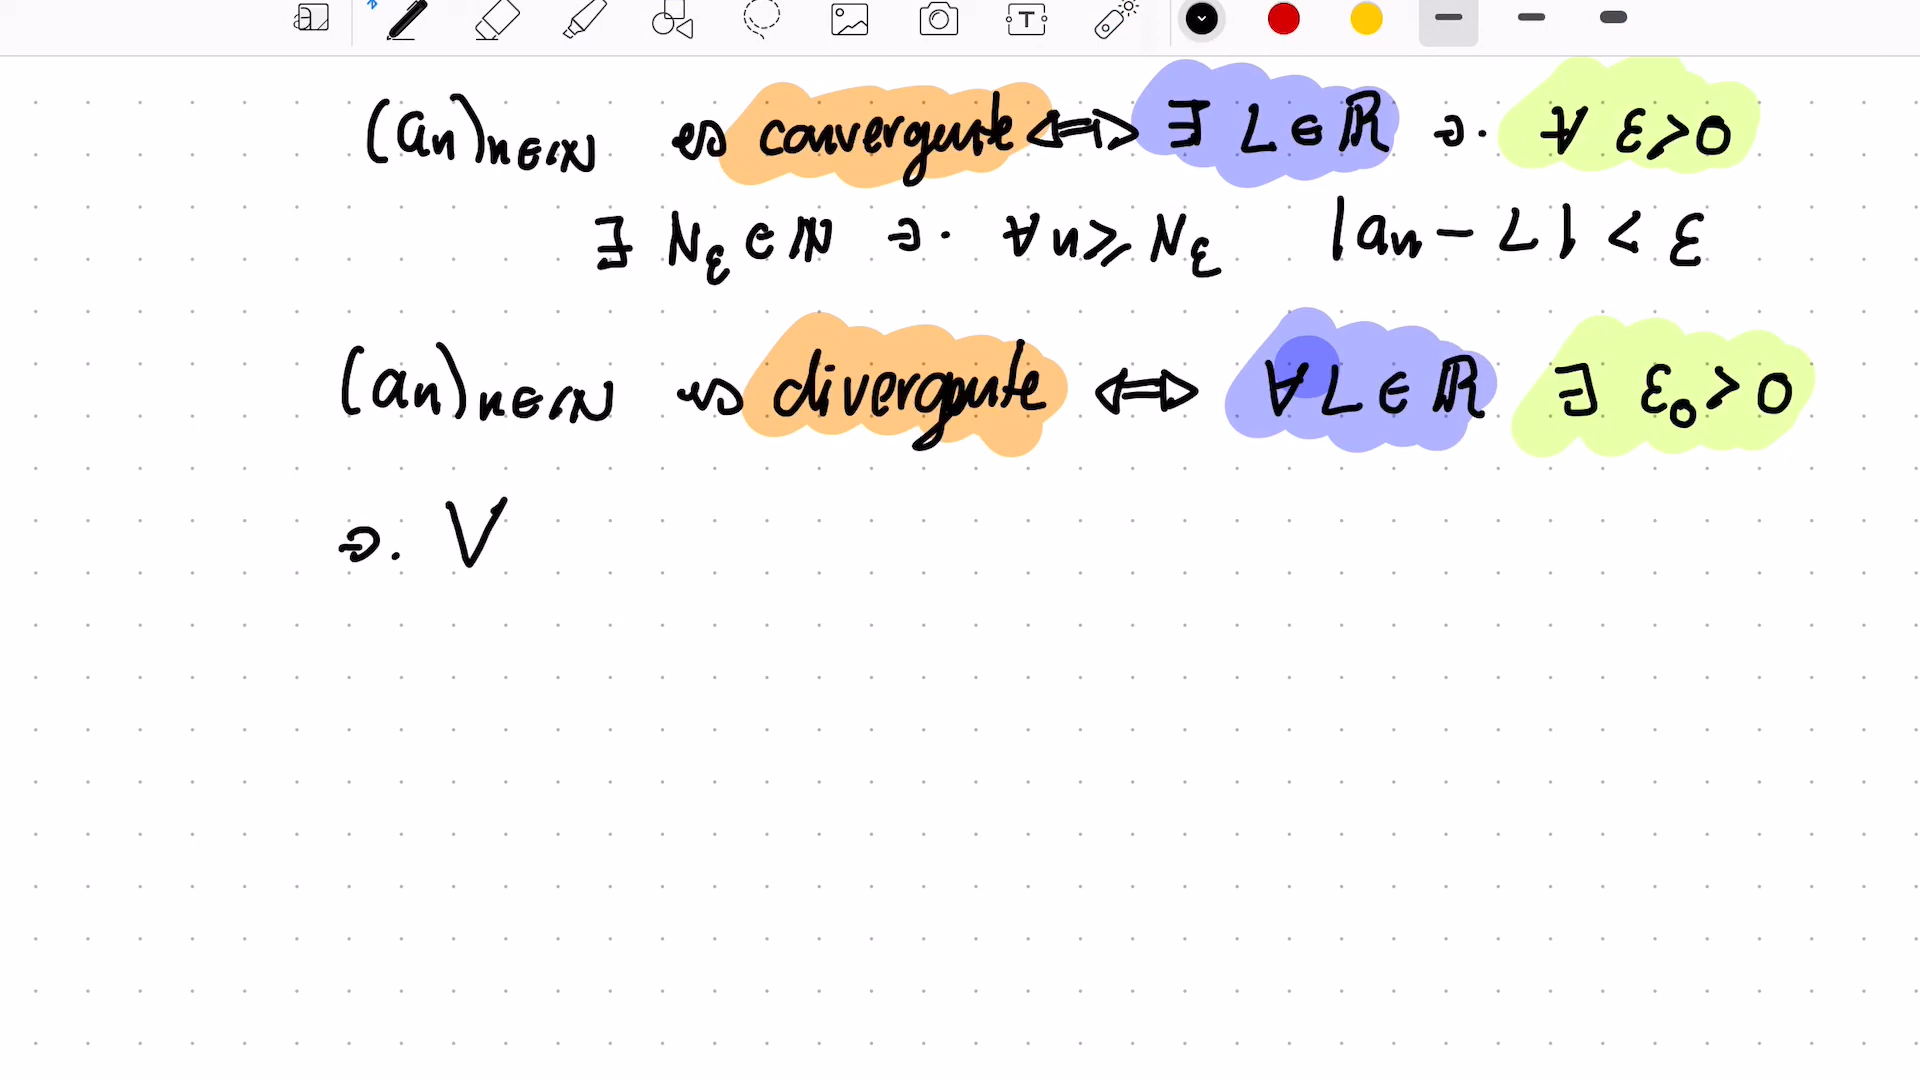 (an)n∈ℕ es convergente ⟺ ∃ L∈ℝ ∋· ∀ ε>0
∃ Nε∈ℕ ∋· ∀n≥Nε |an − L| < ε
(an)n∈ℕ es divergente ⟺ ∀L∈ℝ ∃ ε₀>0
∋· V